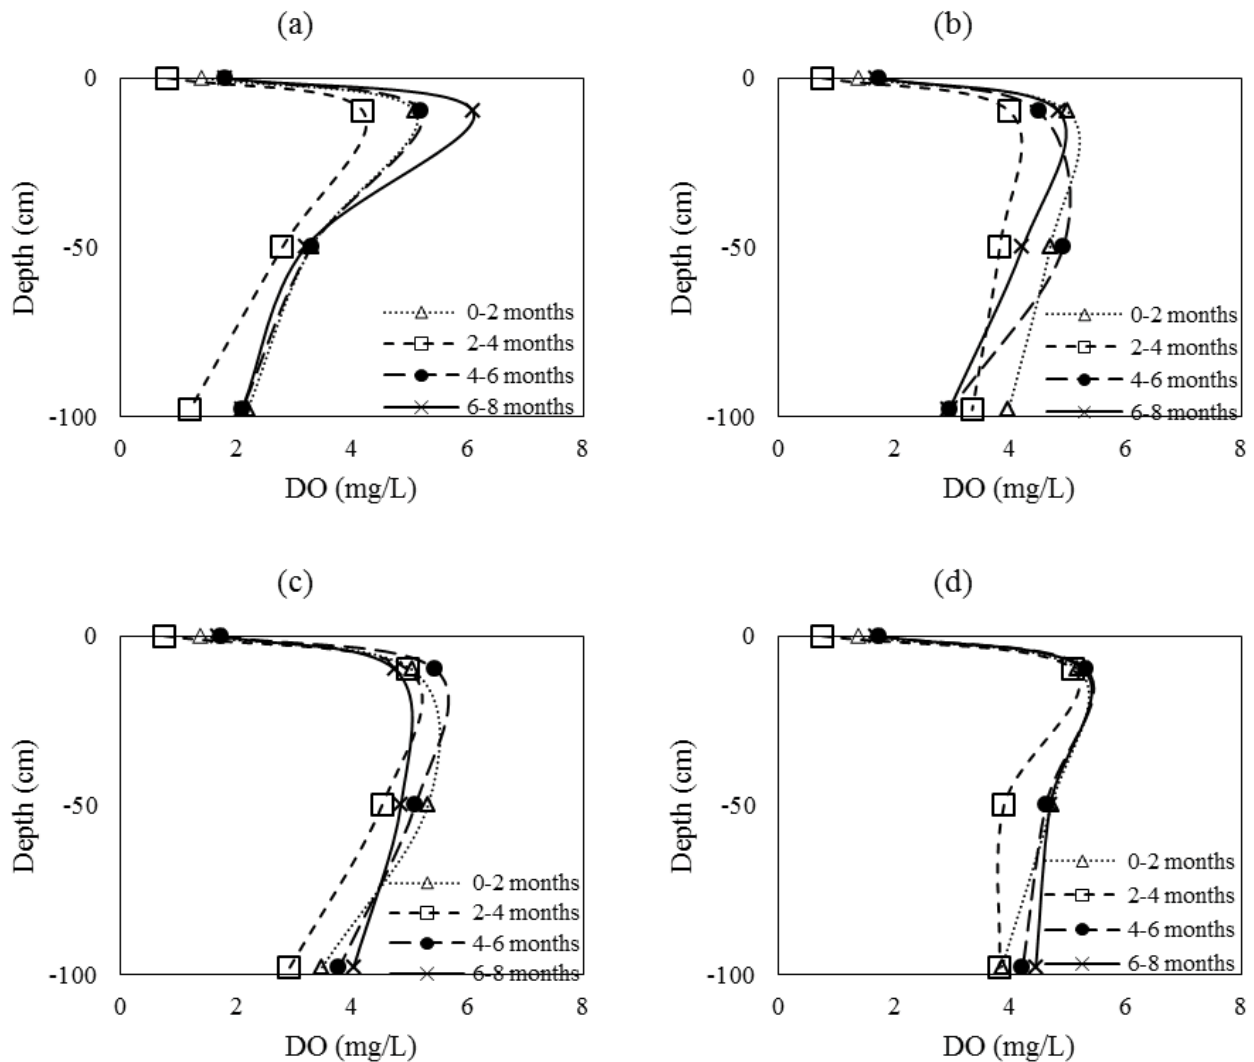 (a)
0
-50
-100
Depth (cm)
0-2 months
2-4 months
4-6 months
6-8 months
0 2 4 6 8
DO (mg/L)
(b)
0
-50
-100
Depth (cm)
0-2 months
2-4 months
4-6 months
6-8 months
0 2 4 6 8
DO (mg/L)
(c)
0
-50
-100
Depth (cm)
0-2 months
2-4 months
4-6 months
6-8 months
0 2 4 6 8
DO (mg/L)
(d)
0
-50
-100
Depth (cm)
0-2 months
2-4 months
4-6 months
6-8 months
0 2 4 6 8
DO (mg/L)